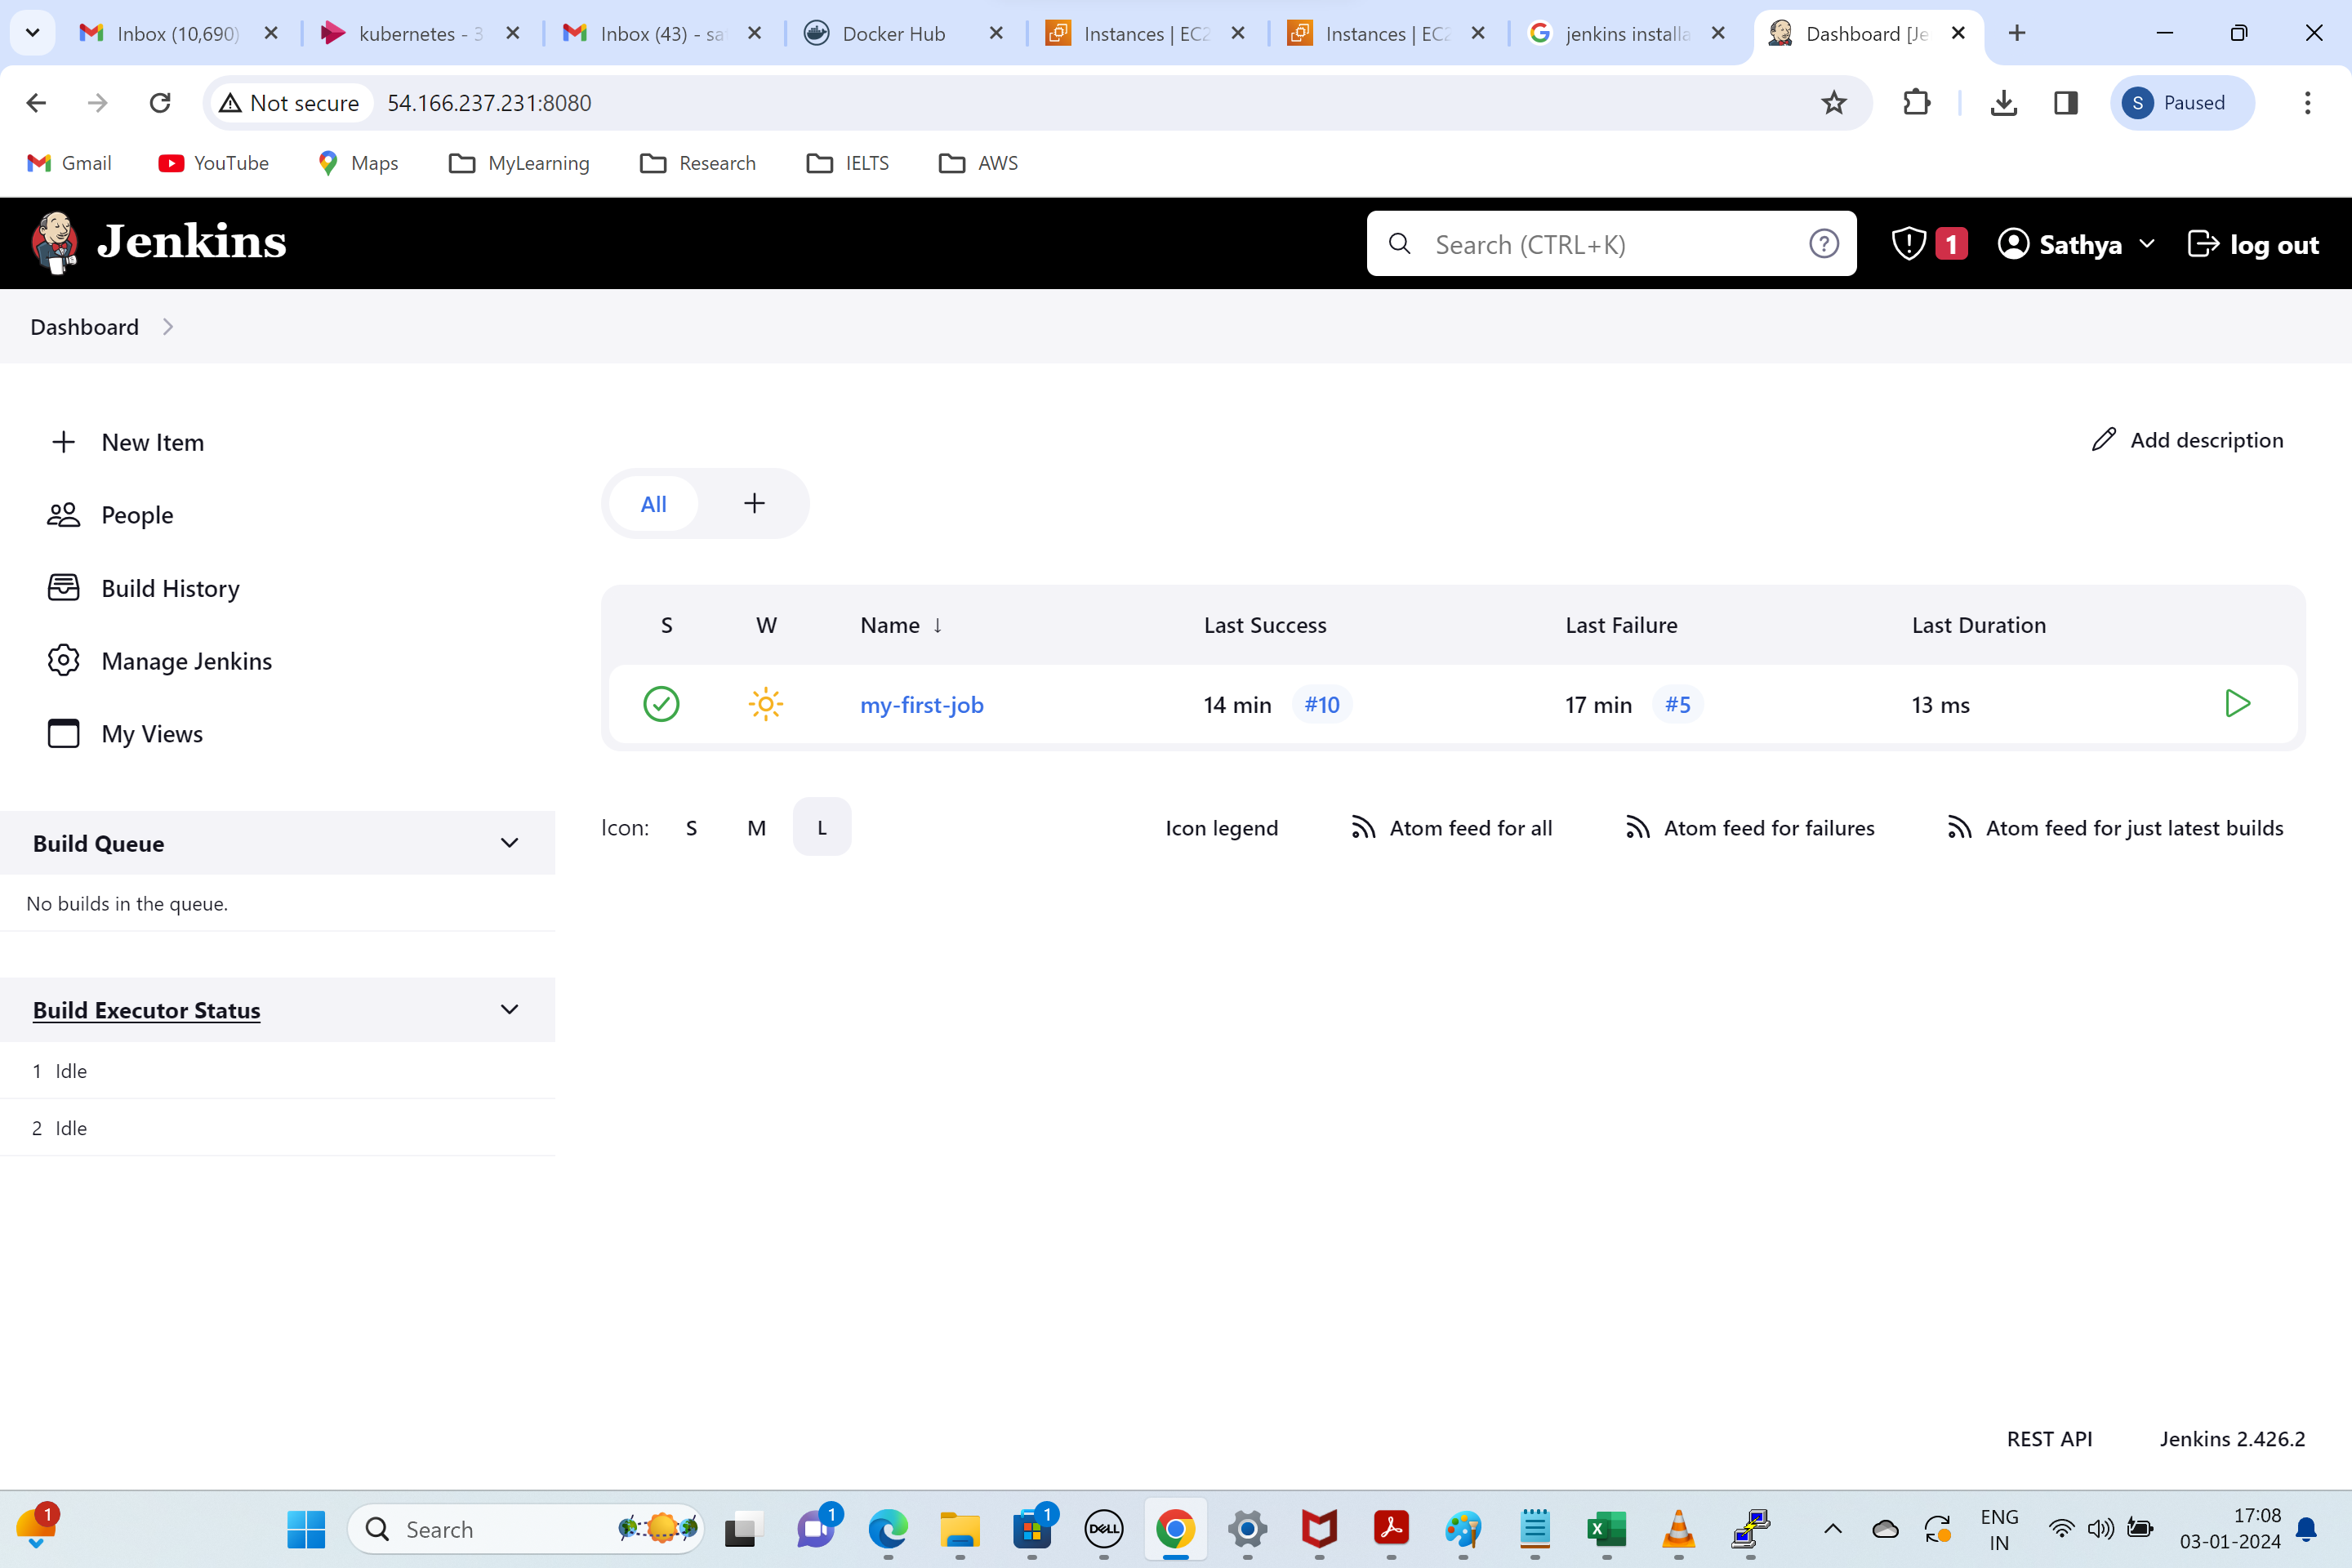 Inbox (10,690)
kubernetes - 3
Inbox (43) - sa
Docker Hub
Instances | EC2
Instances | EC2
jenkins installa
Dashboard [Je
Not secure
54.166.237.231:8080
S
Paused
Gmail
YouTube
Maps
MyLearning
Research
IELTS
AWS
Jenkins
Search (CTRL+K)
?
1
Sathya
log out
Dashboard
New Item
People
Build History
Manage Jenkins
My Views
Build Queue
No builds in the queue.
Build Executor Status
1 Idle
2 Idle
Add description
All +
S W Name ↓ Last Success Last Failure Last Duration
my-first-job 14 min #10 17 min #5 13 ms
Icon: S M L
Icon legend
Atom feed for all
Atom feed for failures
Atom feed for just latest builds
REST API
Jenkins 2.426.2
1
Search
1
1
DELL
ENG
IN
17:08
03-01-2024